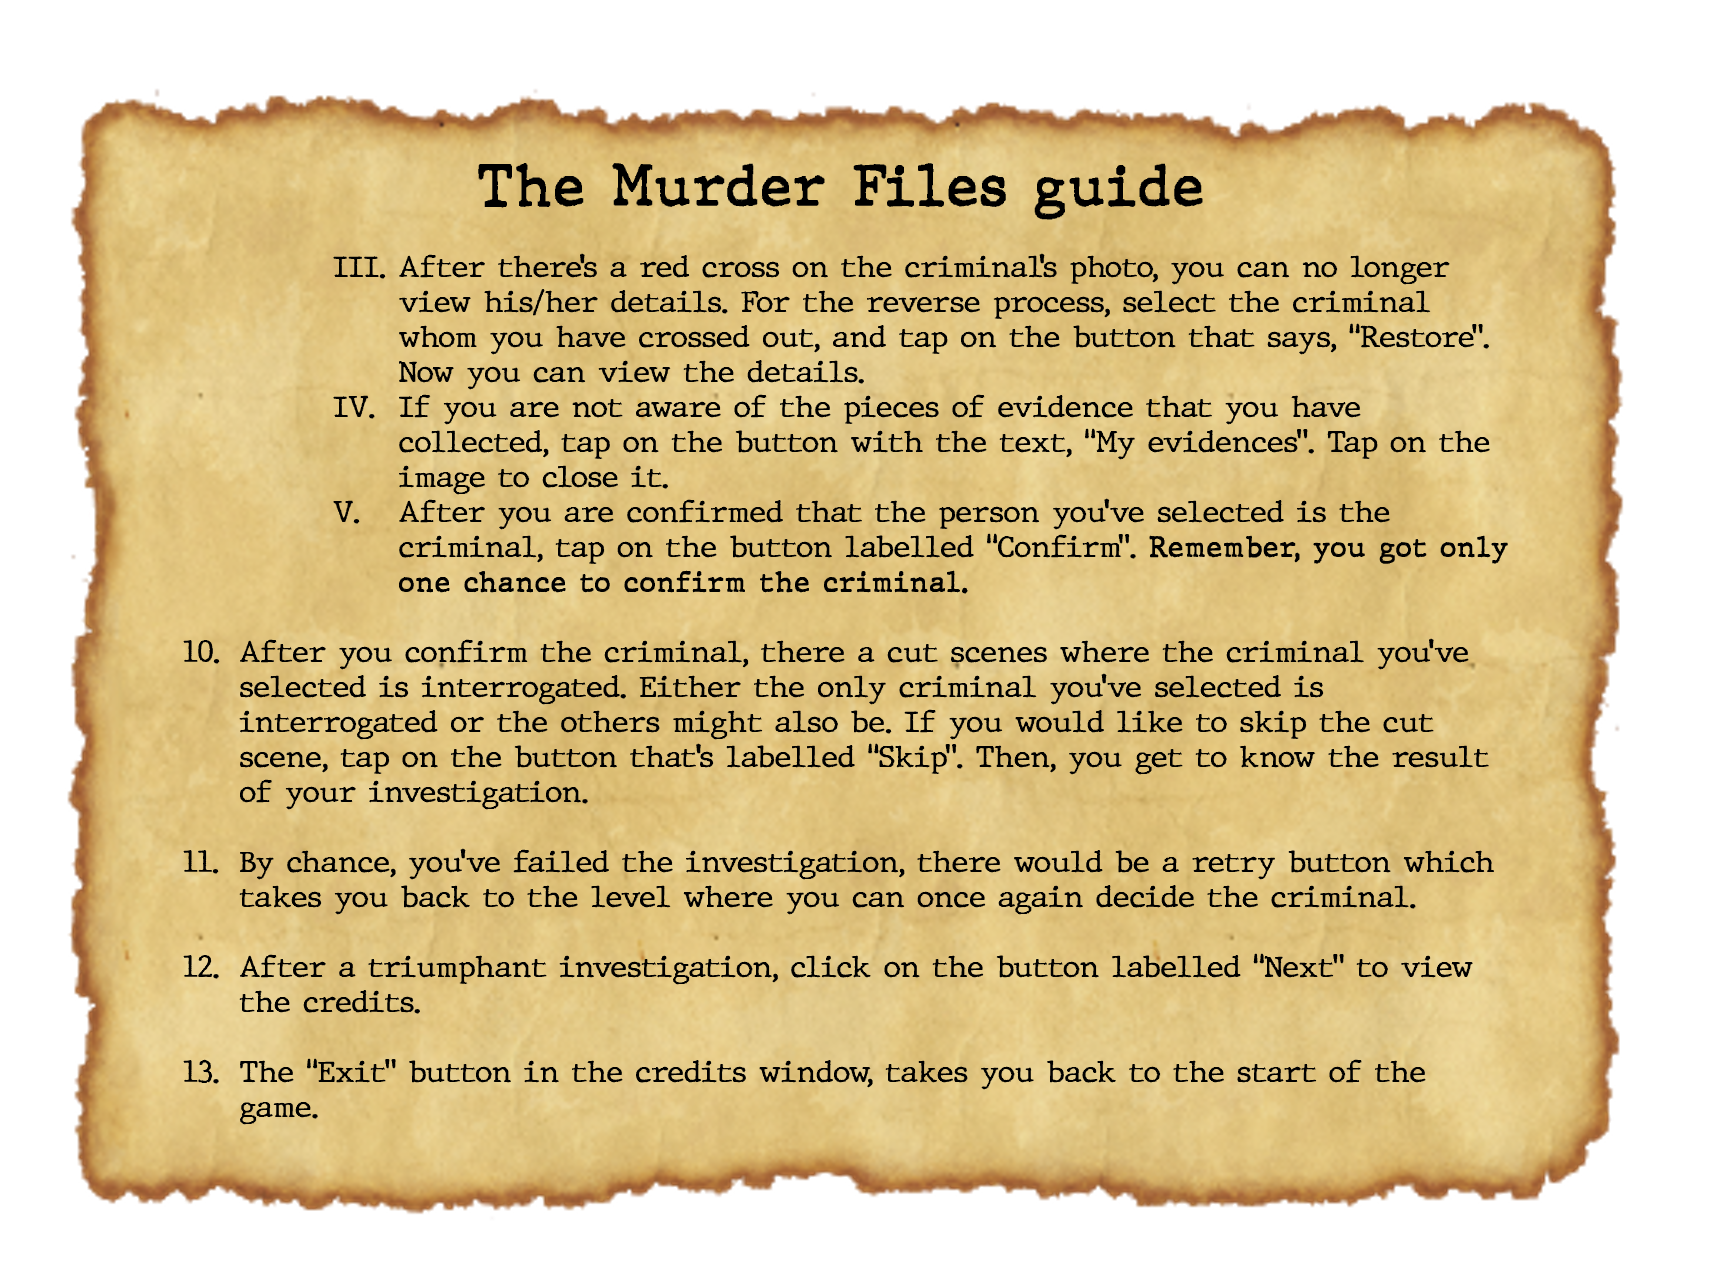 The Murder Files guide
III. After there's a red cross on the criminal's photo, you can no longer
view his/her details. For the reverse process, select the criminal
whom you have crossed out, and tap on the button that says, "Restore".
Now you can view the details.
IV. If you are not aware of the pieces of evidence that you have
collected, tap on the button with the text, "My evidences". Tap on the
image to close it.
V. After you are confirmed that the person you've selected is the
criminal, tap on the button labelled "Confirm". Remember, you got only
one chance to confirm the criminal.
10. After you confirm the criminal, there a cut scenes where the criminal you've
selected is interrogated. Either the only criminal you've selected is
interrogated or the others might also be. If you would like to skip the cut
scene, tap on the button that's labelled "Skip". Then, you get to know the result
of your investigation.
11. By chance, you've failed the investigation, there would be a retry button which
takes you back to the level where you can once again decide the criminal.
12. After a triumphant investigation, click on the button labelled "Next" to view
the credits.
13. The "Exit" button in the credits window, takes you back to the start of the
game.